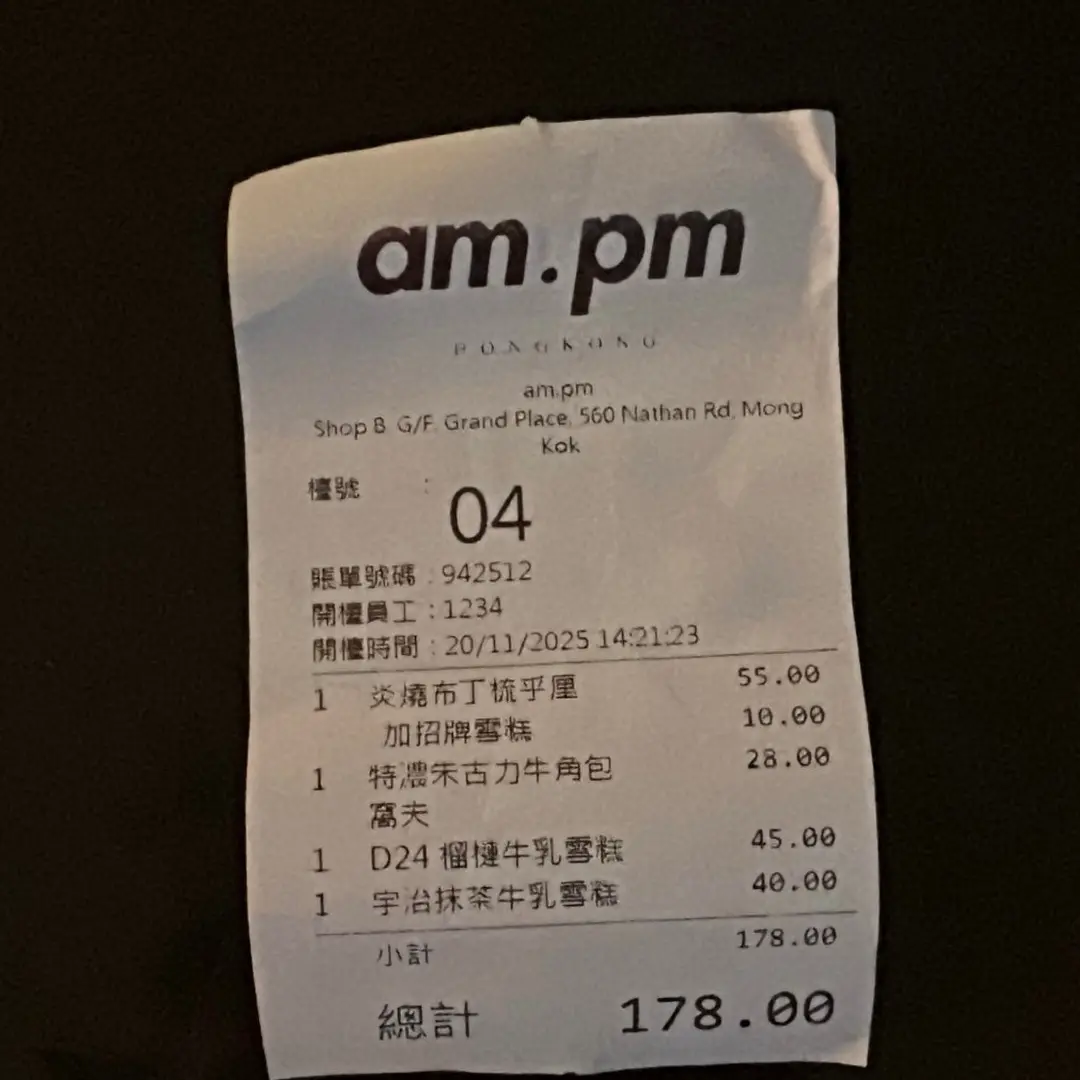 am.pm
HONGKONG
am.pm
Shop 8, G/F, Grand Place, 560 Nathan Rd, Mong
Kok
檯號 :
04
賬單號碼 : 942512
開檯員工 : 1234
開檯時間 : 20/11/2025 14:21:23
1 炎燒布丁梳乎厘 55.00
加招牌雪糕 10.00
1 特濃朱古力牛角包 28.00
窩夫
1 D24 榴槤牛乳雪糕 45.00
1 宇治抹茶牛乳雪糕 40.00
小計 178.00
總計 178.00